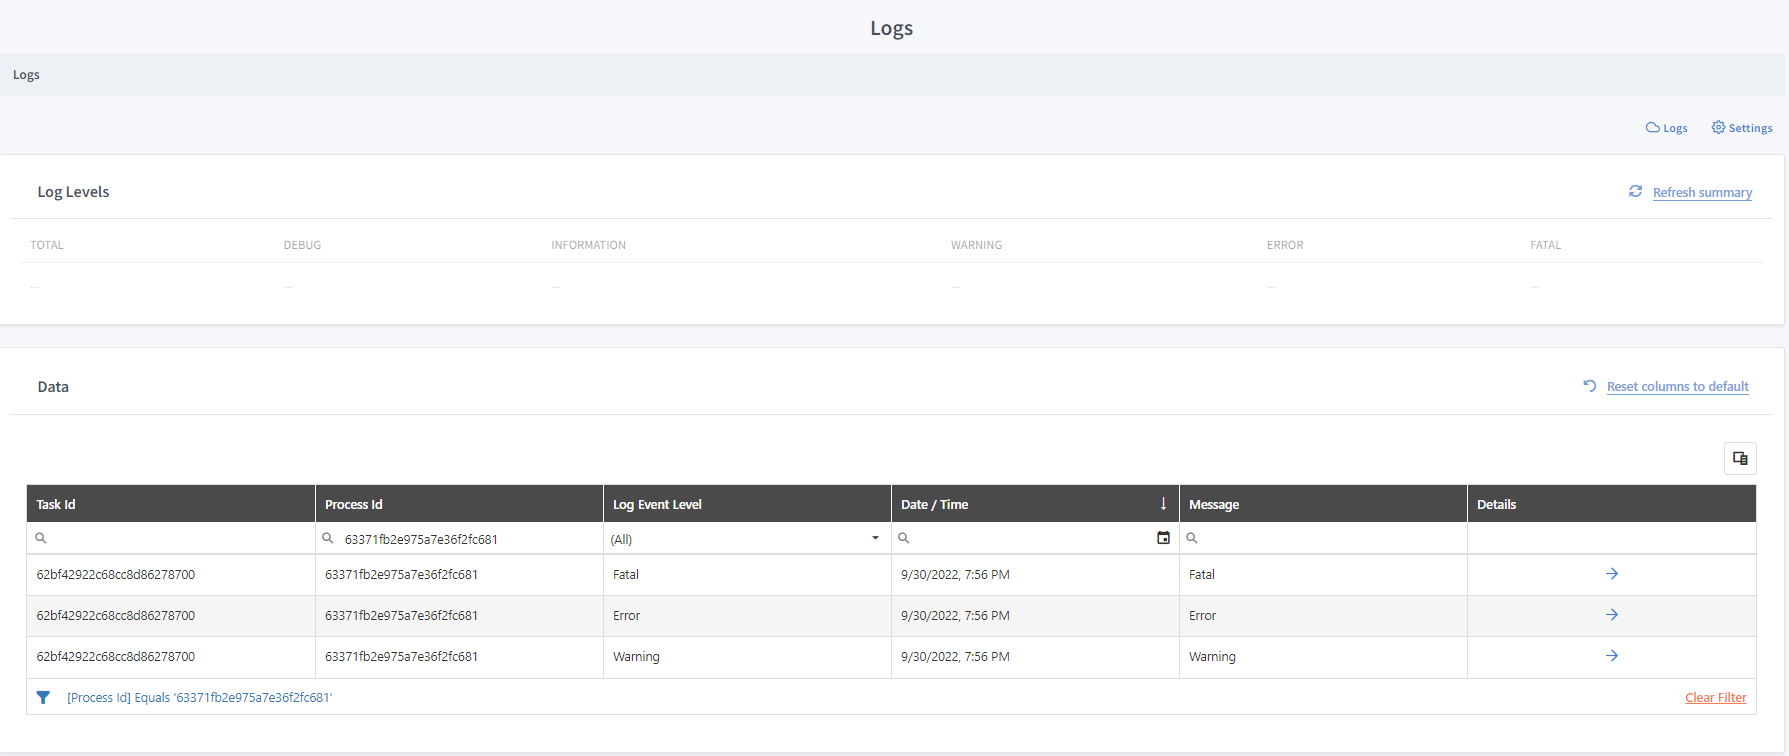 Logs
Logs
Logs Settings
Log Levels Refresh summary
TOTAL DEBUG INFORMATION WARNING ERROR FATAL
... ... ... ... ... ...
Data Reset columns to default
Task Id Process Id Log Event Level Date / Time Message Details
63371fb2e975a7e36f2fc681 (All)
62bf42922c68cc8d86278700 63371fb2e975a7e36f2fc681 Fatal 9/30/2022, 7:56 PM Fatal
62bf42922c68cc8d86278700 63371fb2e975a7e36f2fc681 Error 9/30/2022, 7:56 PM Error
62bf42922c68cc8d86278700 63371fb2e975a7e36f2fc681 Warning 9/30/2022, 7:56 PM Warning
[Process Id] Equals '63371fb2e975a7e36f2fc681' Clear Filter